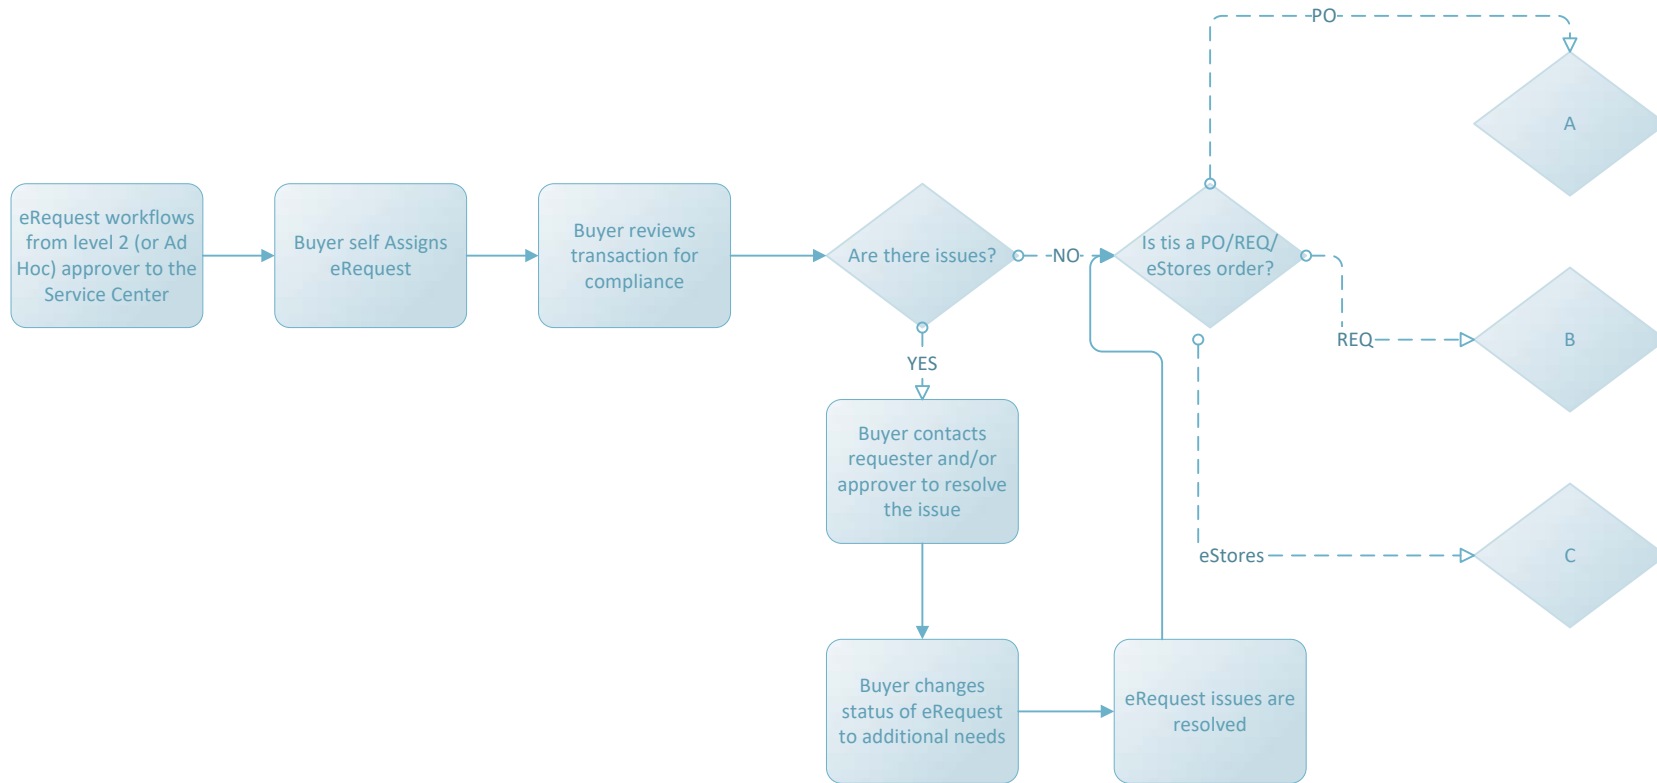 PO
A
eRequest workflows
from level 2 (or Ad
Hoc) approver to the
Service Center
Buyer self Assigns
eRequest
Buyer reviews
transaction for
compliance
Are there issues?
NO
Is tis a PO/REQ/
eStores order?
YES
REQ
B
Buyer contacts
requester and/or
approver to resolve
the issue
eStores
C
Buyer changes
status of eRequest
to additional needs
eRequest issues are
resolved